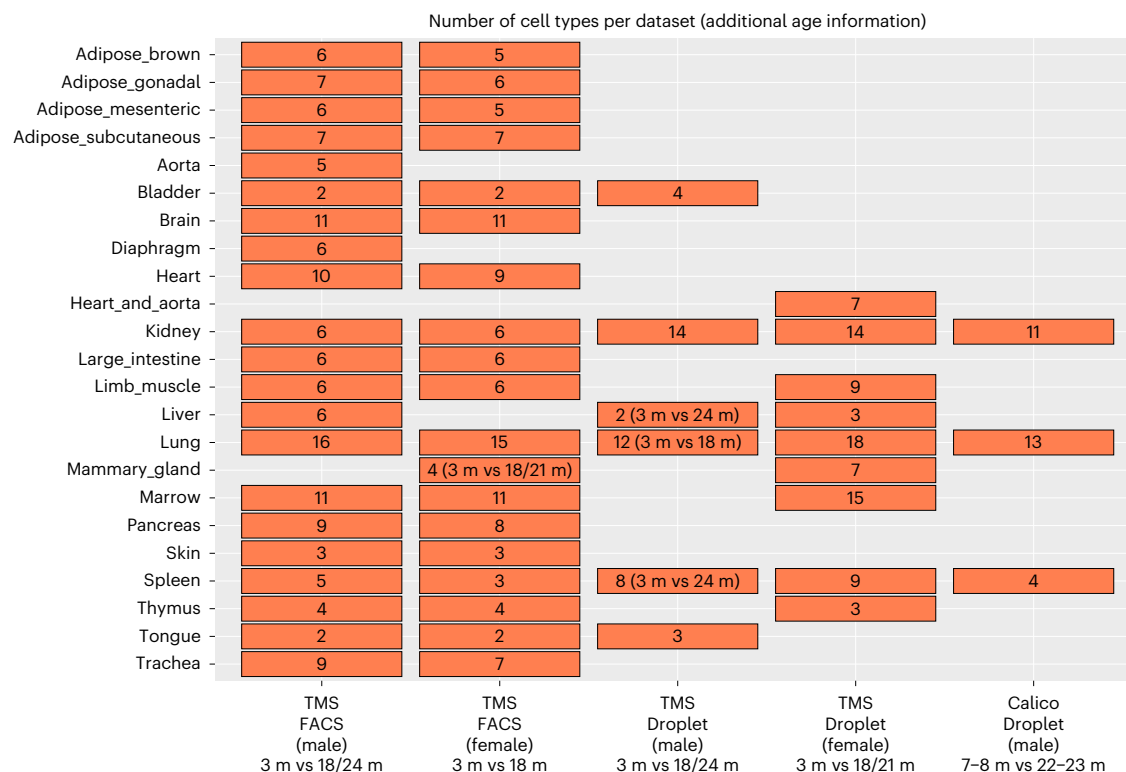 Number of cell types per dataset (additional age information)
Adipose_brown 6 5
Adipose_gonadal 7 6
Adipose_mesenteric 6 5
Adipose_subcutaneous 7 7
Aorta 5
Bladder 2 2 4
Brain 11 11
Diaphragm 6
Heart 10 9
Heart_and_aorta 7
Kidney 6 6 14 14 11
Large_intestine 6 6
Limb_muscle 6 6 9
Liver 6 2 (3 m vs 24 m) 3
Lung 16 15 12 (3 m vs 18 m) 18 13
Mammary_gland 4 (3 m vs 18/21 m) 7
Marrow 11 11 15
Pancreas 9 8
Skin 3 3
Spleen 5 3 8 (3 m vs 24 m) 9 4
Thymus 4 4 3
Tongue 2 2 3
Trachea 9 7
TMS
FACS
(male)
3 m vs 18/24 m
TMS
FACS
(female)
3 m vs 18 m
TMS
Droplet
(male)
3 m vs 18/24 m
TMS
Droplet
(female)
3 m vs 18/21 m
Calico
Droplet
(male)
7–8 m vs 22–23 m